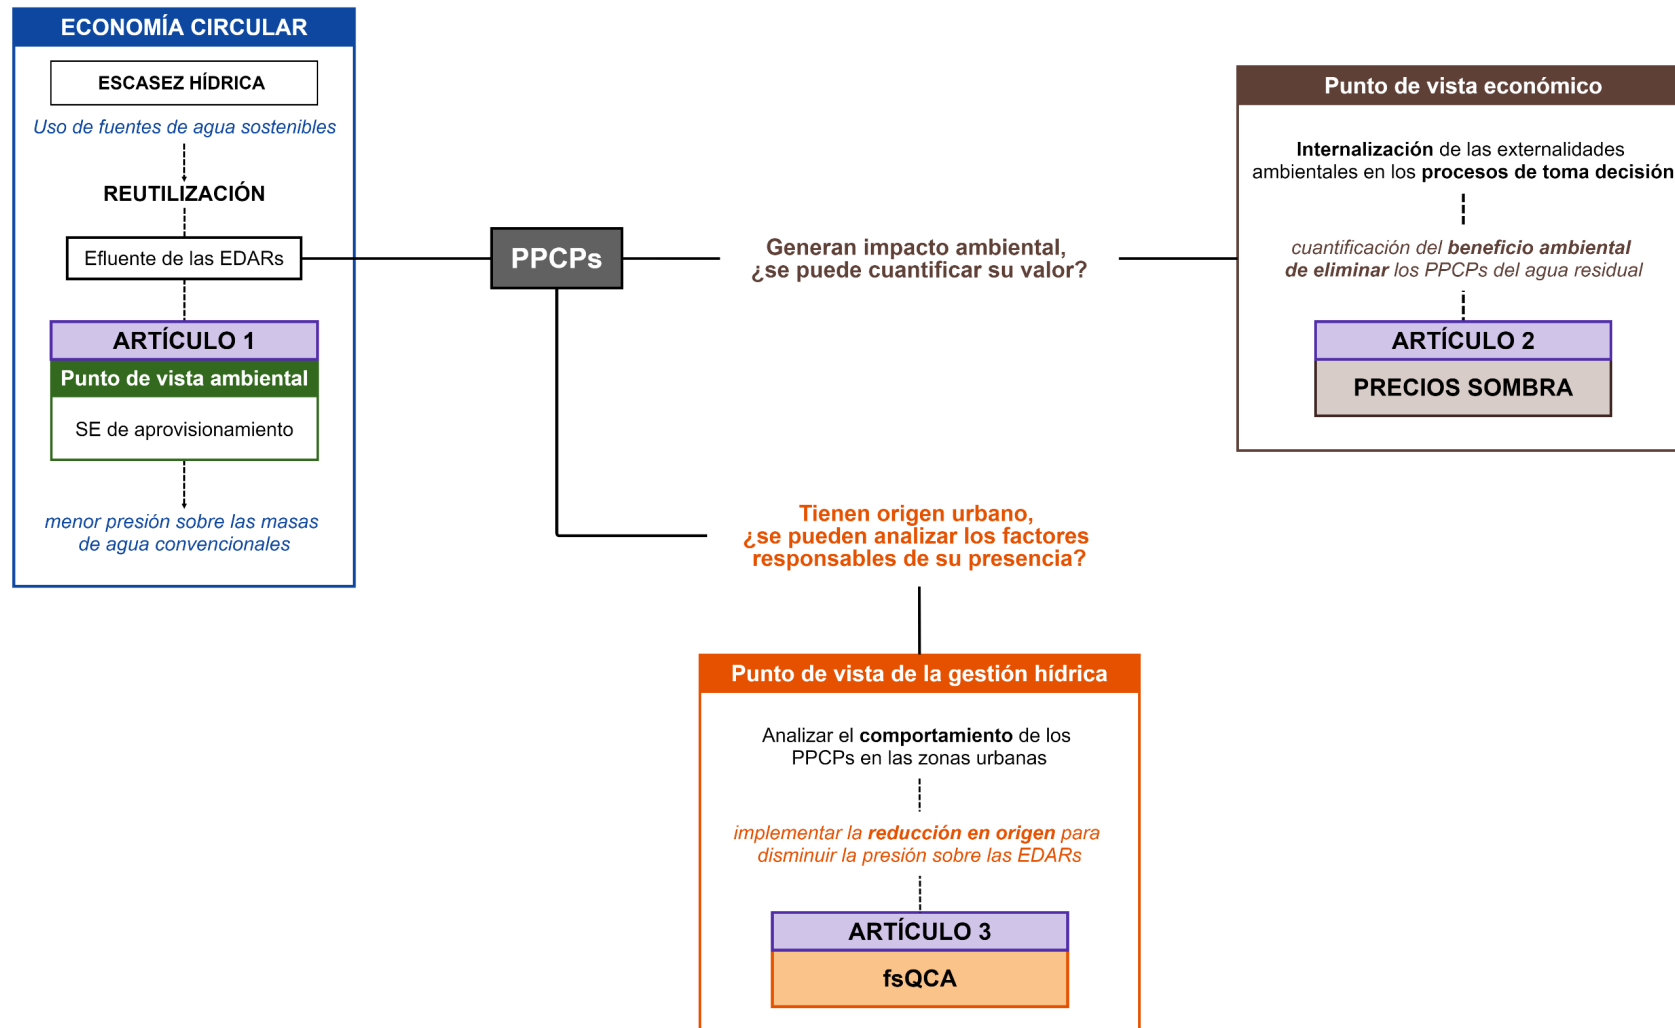 ECONOMÍA CIRCULAR
ESCASEZ HÍDRICA
Uso de fuentes de agua sostenibles
REUTILIZACIÓN
Efluente de las EDARs
ARTÍCULO 1
Punto de vista ambiental
SE de aprovisionamiento
menor presión sobre las masas
de agua convencionales
PPCPs
Generan impacto ambiental,
¿se puede cuantificar su valor?
Punto de vista económico
Internalización de las externalidades
ambientales en los procesos de toma decisión
cuantificación del beneficio ambiental
de eliminar los PPCPs del agua residual
ARTÍCULO 2
PRECIOS SOMBRA
Tienen origen urbano,
¿se pueden analizar los factores
responsables de su presencia?
Punto de vista de la gestión hídrica
Analizar el comportamiento de los
PPCPs en las zonas urbanas
implementar la reducción en origen para
disminuir la presión sobre las EDARs
ARTÍCULO 3
fsQCA